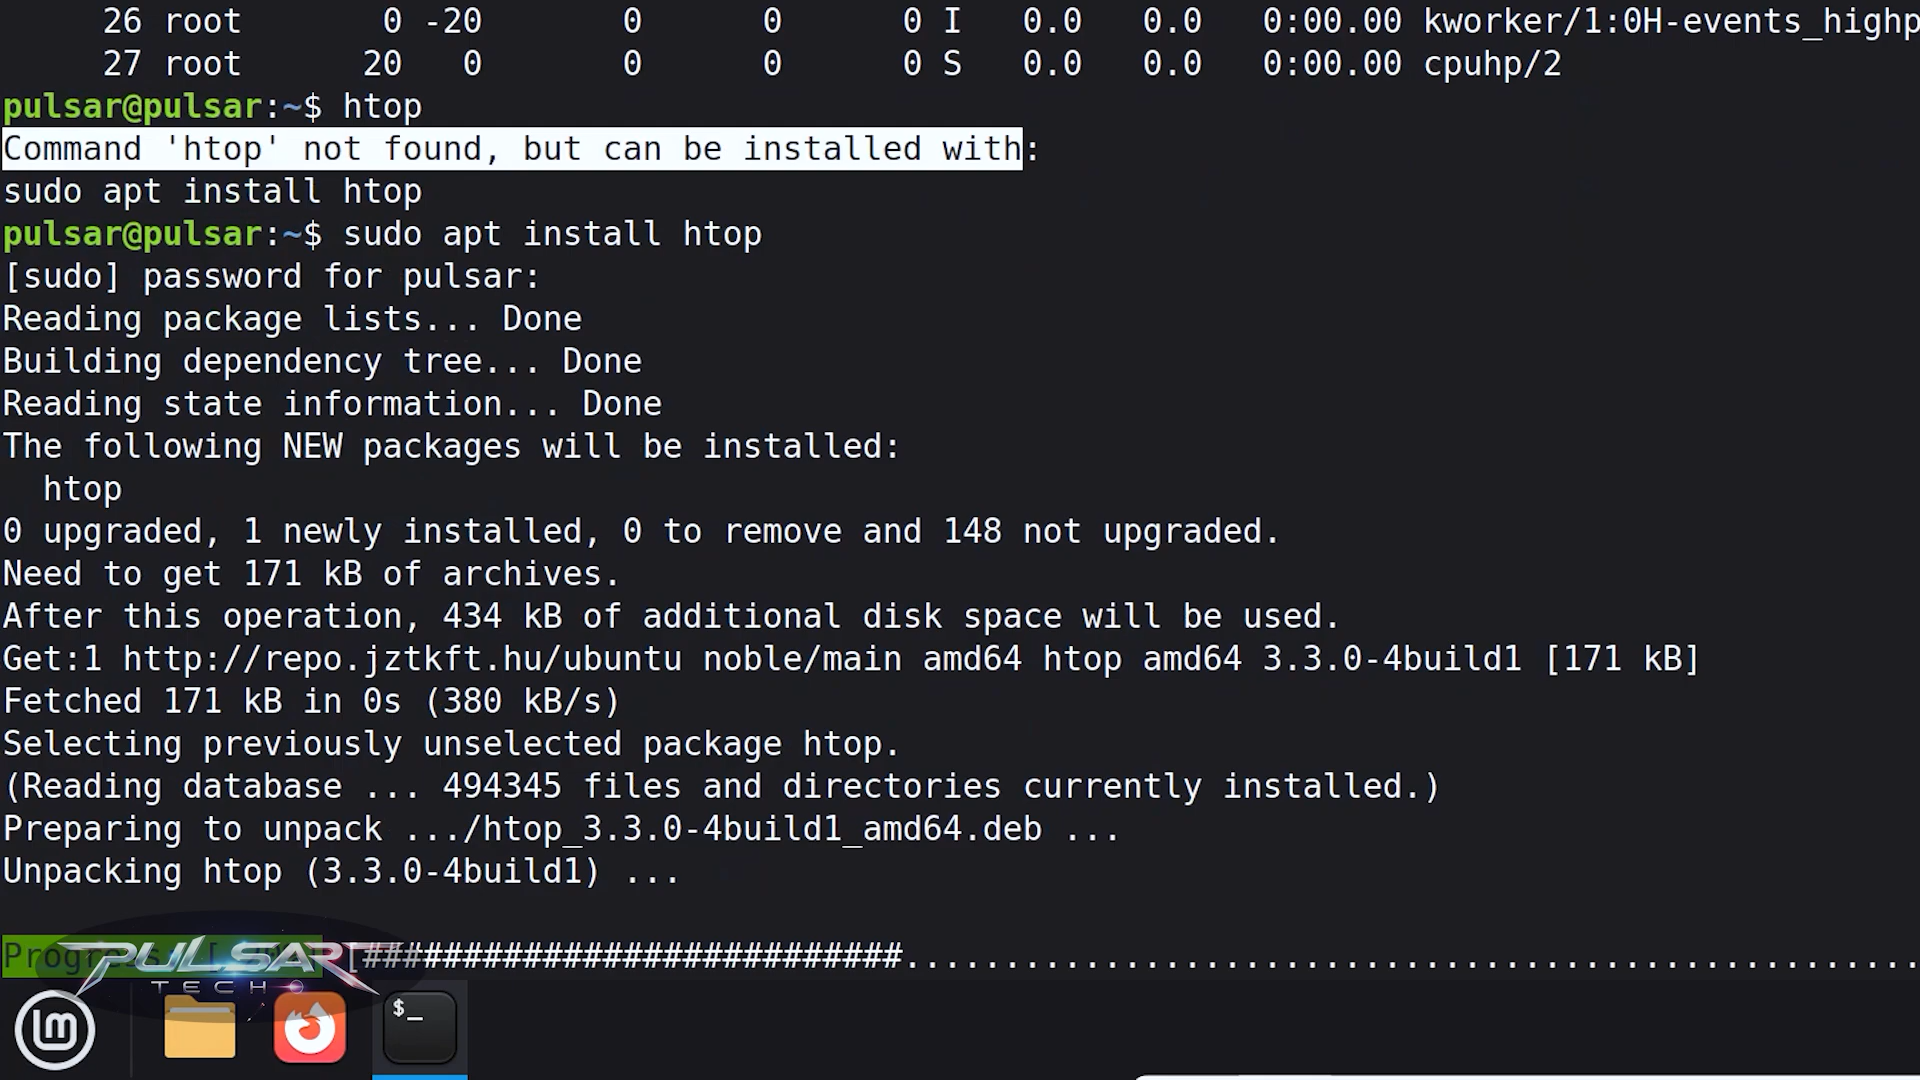 26 root 0 -20 0 0 0 I 0.0 0.0 0:00.00 kworker/1:0H-events_highp
27 root 20 0 0 0 0 S 0.0 0.0 0:00.00 cpuhp/2
pulsar@pulsar:~$ htop
Command 'htop' not found, but can be installed with:
sudo apt install htop
pulsar@pulsar:~$ sudo apt install htop
[sudo] password for pulsar:
Reading package lists... Done
Building dependency tree... Done
Reading state information... Done
The following NEW packages will be installed:
htop
0 upgraded, 1 newly installed, 0 to remove and 148 not upgraded.
Need to get 171 kB of archives.
After this operation, 434 kB of additional disk space will be used.
Get:1 http://repo.jztkft.hu/ubuntu noble/main amd64 htop amd64 3.3.0-4build1 [171 kB]
Fetched 171 kB in 0s (380 kB/s)
Selecting previously unselected package htop.
(Reading database ... 494345 files and directories currently installed.)
Preparing to unpack .../htop_3.3.0-4build1_amd64.deb ...
Unpacking htop (3.3.0-4build1) ...
Progress: [ [###########################...................................................
PULSAR
TECH
lm
$_